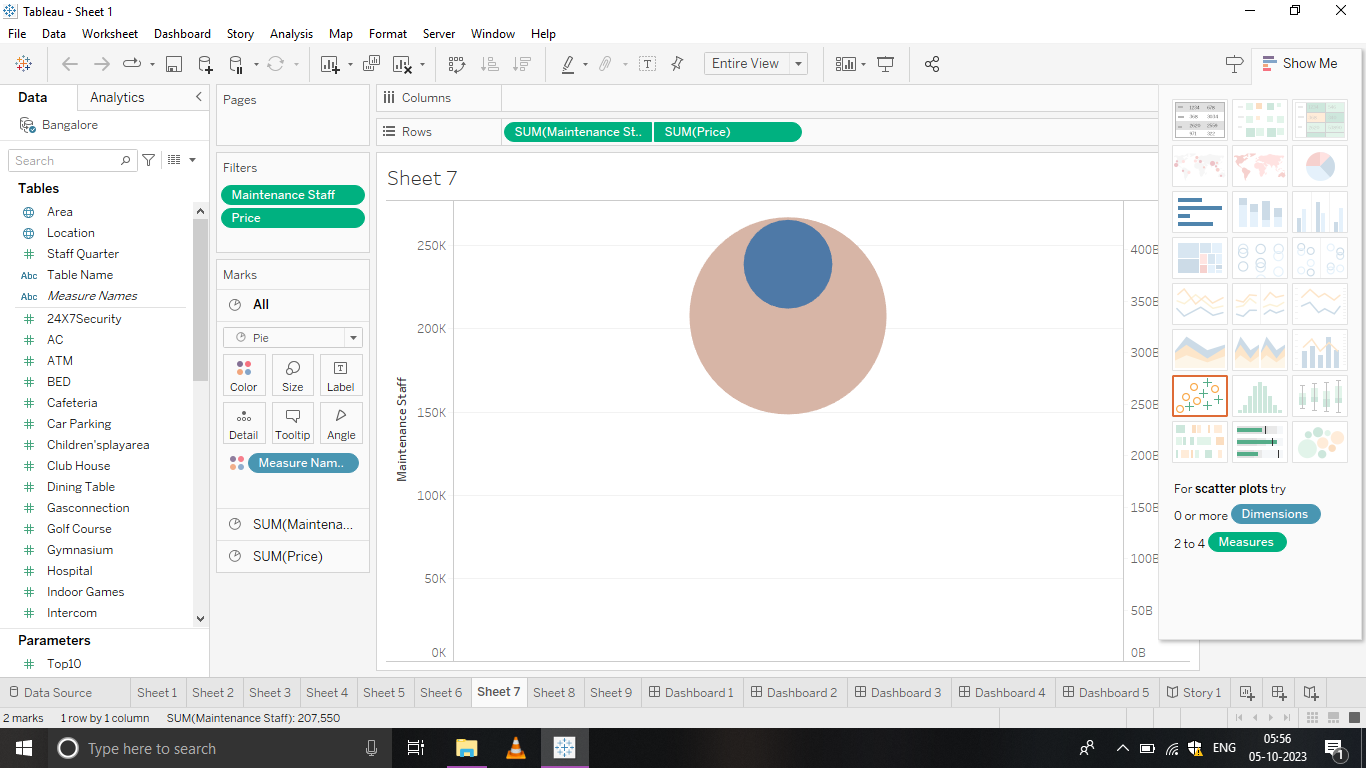 Tableau - Sheet 1
File Data Worksheet Dashboard Story Analysis Map Format Server Window Help
Entire View
Show Me
Data Analytics
Bangalore
Search
Tables
Area
Location
Staff Quarter
Abc Table Name
Abc Measure Names
24X7Security
AC
ATM
BED
Cafeteria
Car Parking
Children'splayarea
Club House
Dining Table
Gasconnection
Golf Course
Gymnasium
Hospital
Indoor Games
Intercom
Parameters
Top10
Pages
Filters
Maintenance Staff
Price
Marks
All
Pie
Color Size Label
Detail Tooltip Angle
Measure Nam..
SUM(Maintena...
SUM(Price)
Columns
Rows SUM(Maintenance St.. SUM(Price)
Sheet 7
Maintenance Staff
250K
200K
150K
100K
50K
0K
400B
350B
300B
250B
200B
150B
100B
50B
0B
For scatter plots try
0 or more Dimensions
2 to 4 Measures
Data Source Sheet 1 Sheet 2 Sheet 3 Sheet 4 Sheet 5 Sheet 6 Sheet 7 Sheet 8 Sheet 9 Dashboard 1 Dashboard 2 Dashboard 3 Dashboard 4 Dashboard 5 Story 1
2 marks 1 row by 1 column SUM(Maintenance Staff): 207,550
Type here to search
ENG
05:56
05-10-2023
1